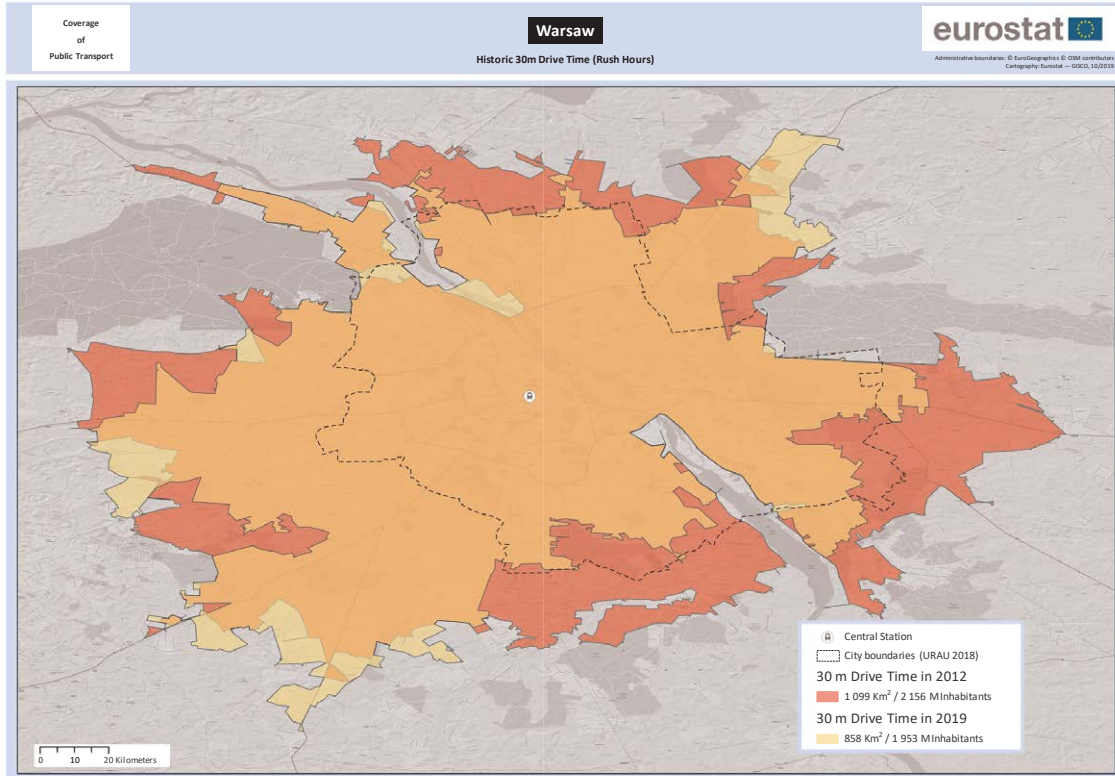 Coverage
of
Public Transport
Warsaw
Historic 30m Drive Time (Rush Hours)
eurostat
Administrative boundaries: © EuroGeographics © OSM contributors
Cartography: Eurostat — GISCO, 10/2019
Central Station
City boundaries (URAU 2018)
30 m Drive Time in 2012
1 099 Km² / 2 156 M Inhabitants
30 m Drive Time in 2019
858 Km² / 1 953 M Inhabitants
0 10 20 Kilometers